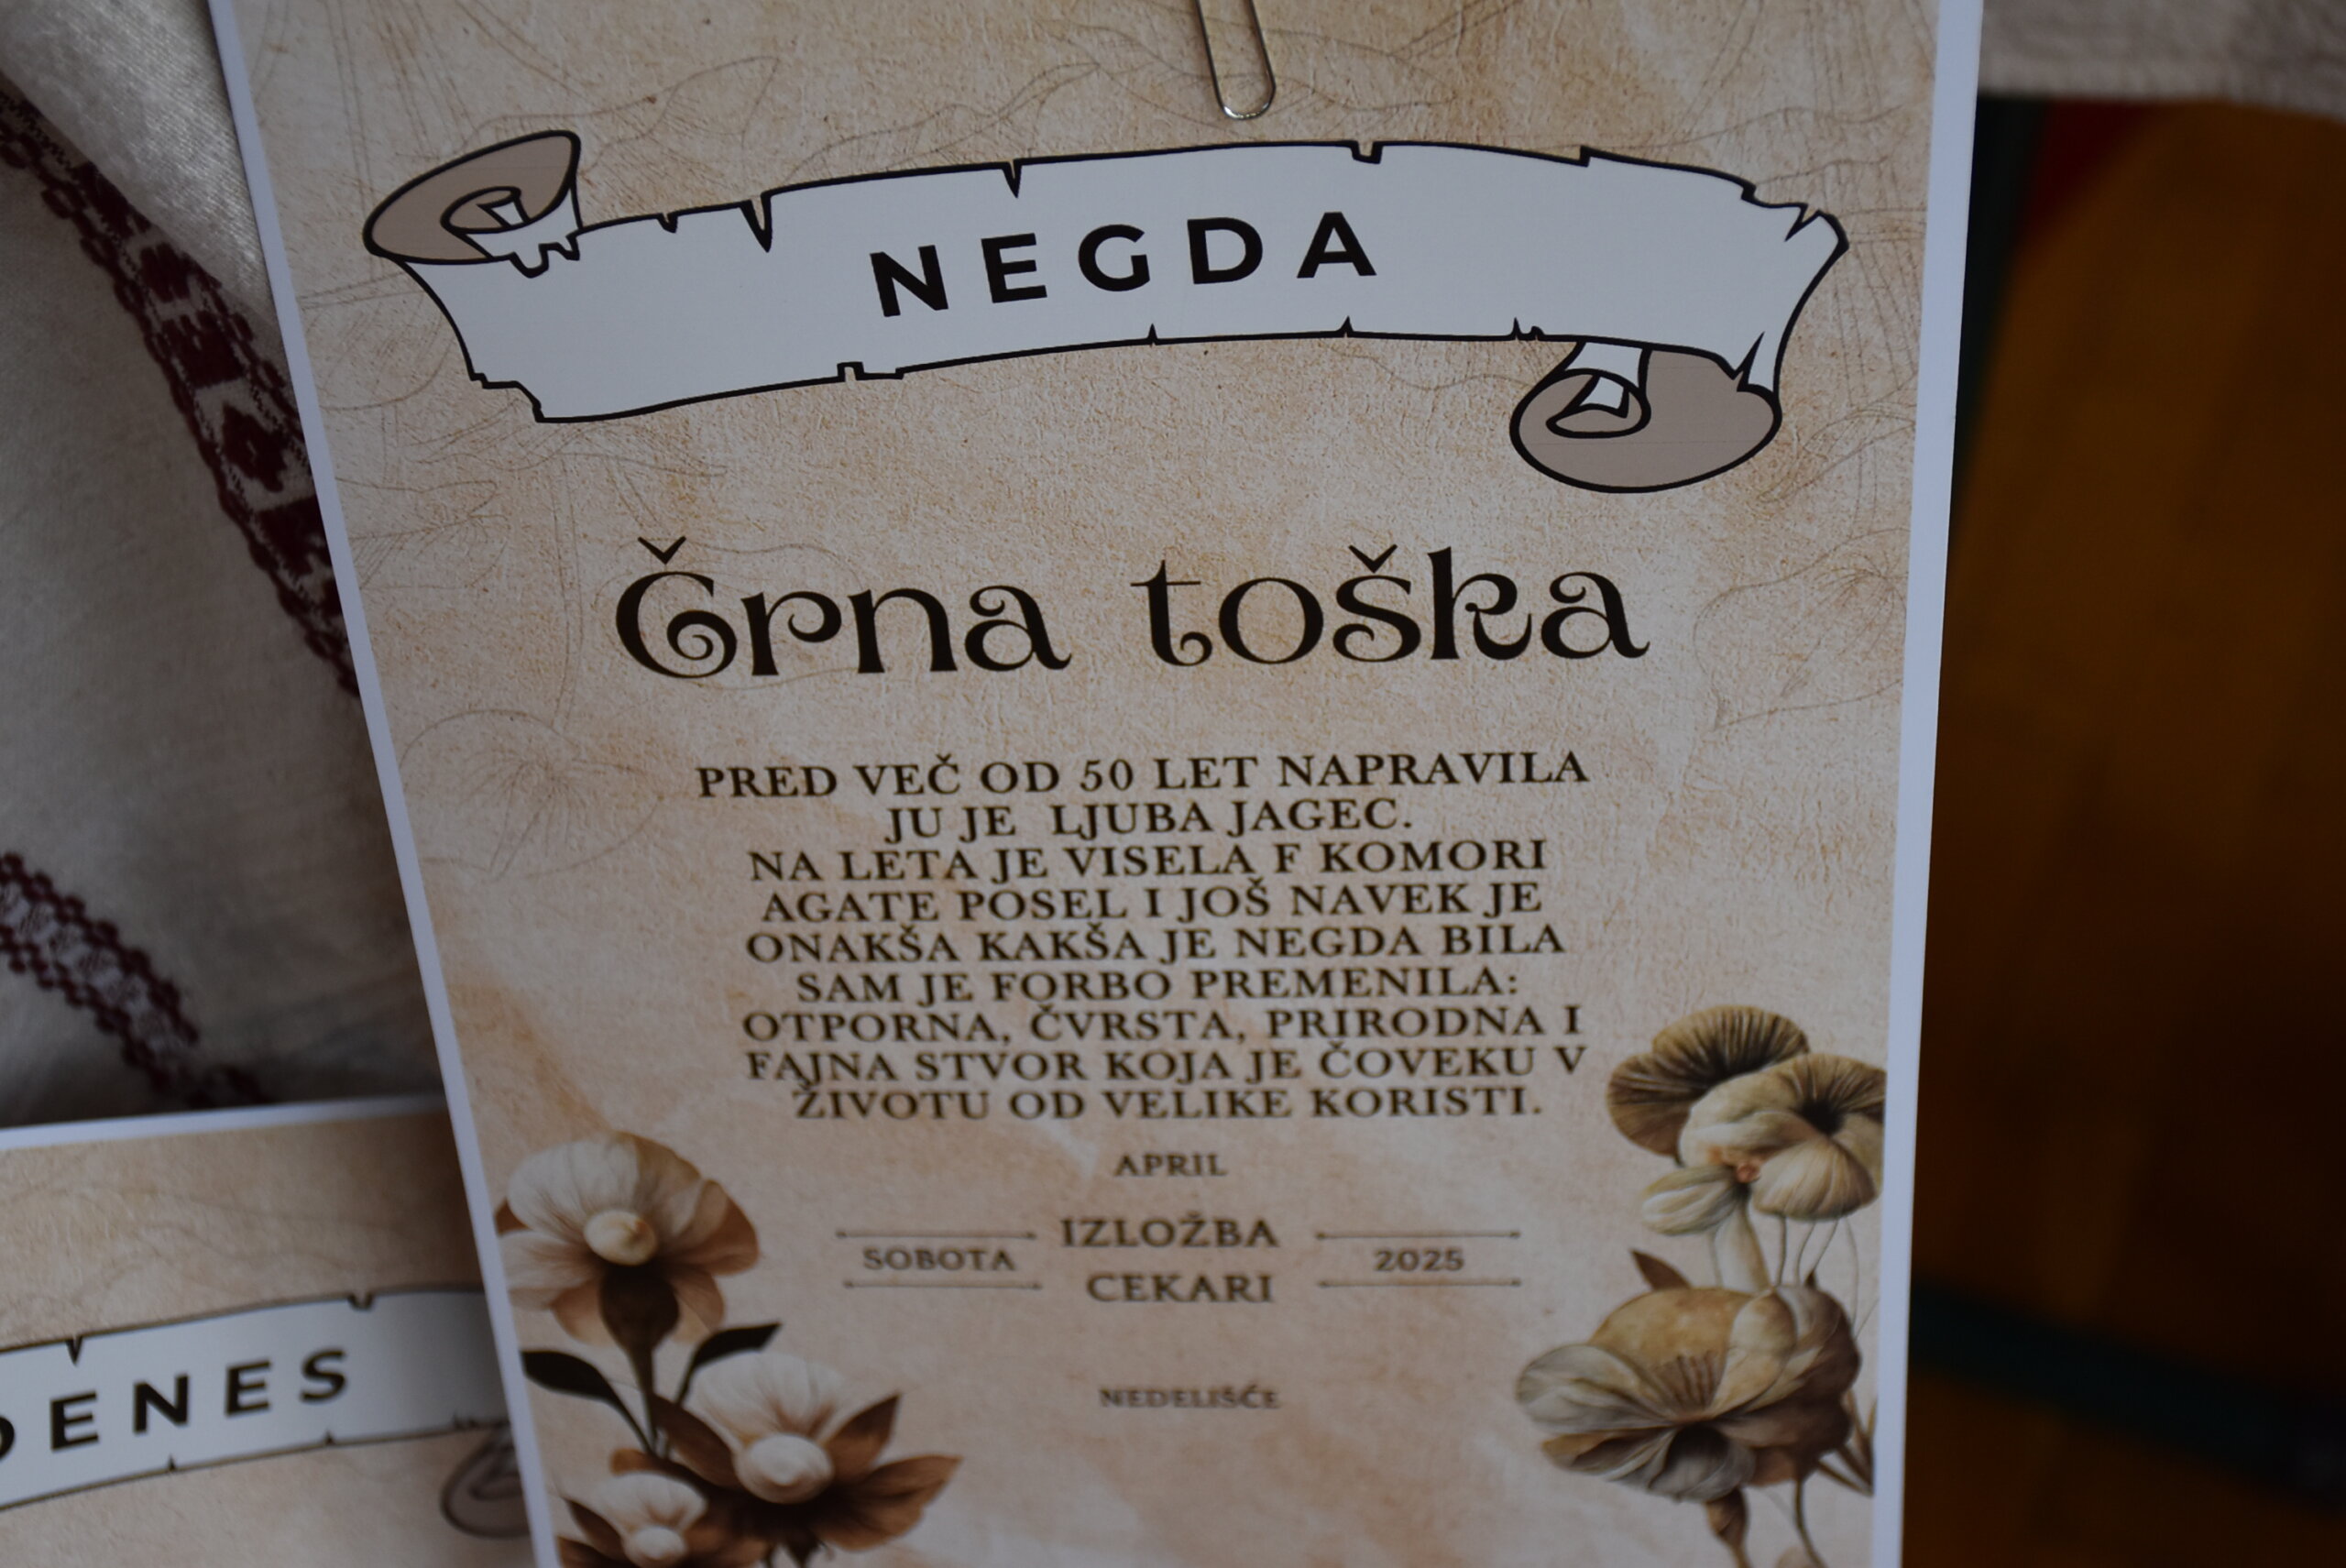 NEGDA
Črna toška
PRED VEČ OD 50 LET NAPRAVILA
JU JE LJUBA JAGEC.
NA LETA JE VISELA F KOMORI
AGATE POSEL I JOŠ NAVEK JE
ONAKŠA KAKŠA JE NEGDA BILA
SAM JE FORBO PREMENILA:
OTPORNA, ČVRSTA, PRIRODNA I
FAJNA STVOR KOJA JE ČOVEKU V
ŽIVOTU OD VELIKE KORISTI.
APRIL
IZLOŽBA
SOBOTA
2025
CEKARI
NEDELIŠĆE
DENES